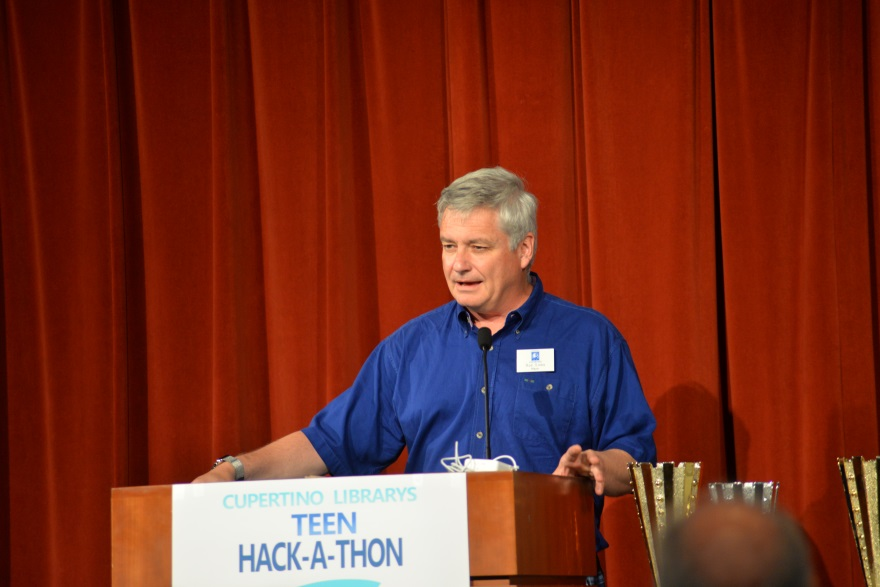 CUPERTINO LIBRARYS
TEEN
HACK-A-THON